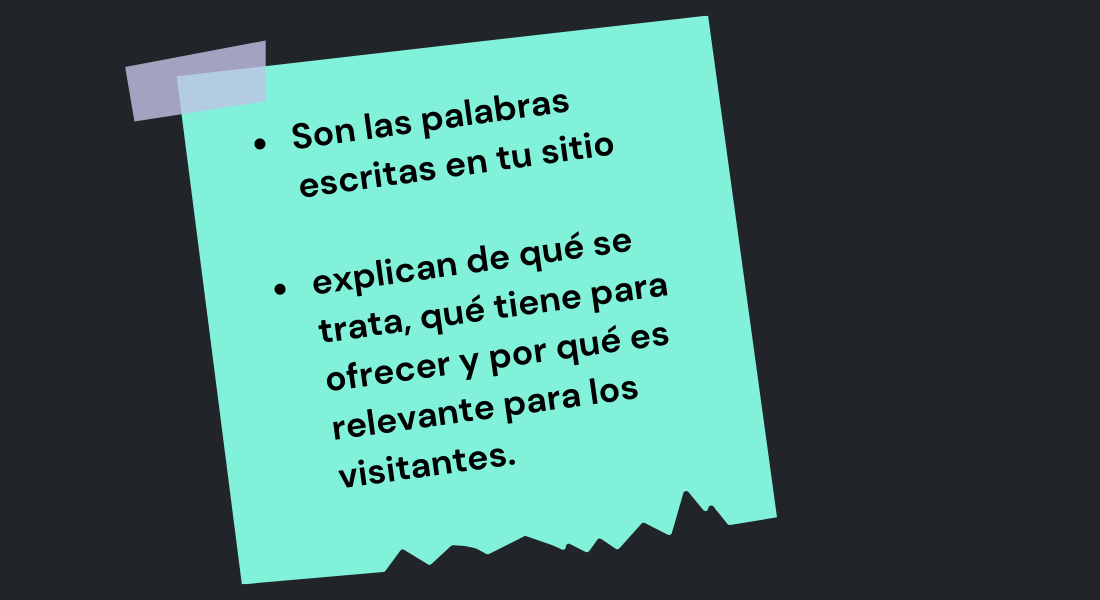 • Son las palabras
escritas en tu sitio
• explican de qué se
trata, qué tiene para
ofrecer y por qué es
relevante para los
visitantes.